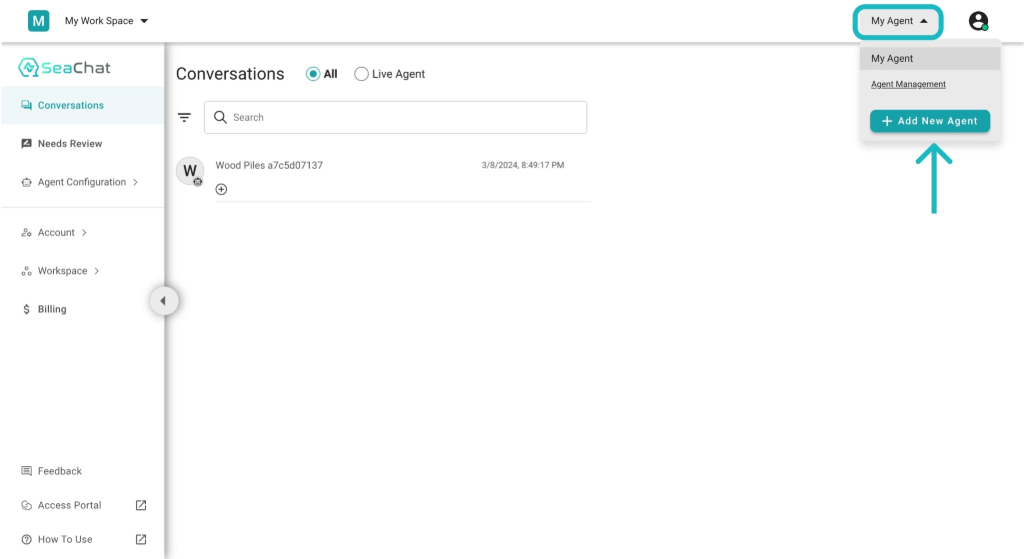 M
My Work Space
My Agent
SeaChat
Conversations
Needs Review
Agent Configuration
Account
Workspace
$ Billing
Feedback
Access Portal
How To Use
Conversations
All
Live Agent
Search
W
Wood Piles a7c5d07137
3/8/2024, 8:49:17 PM
My Agent
Agent Management
+ Add New Agent